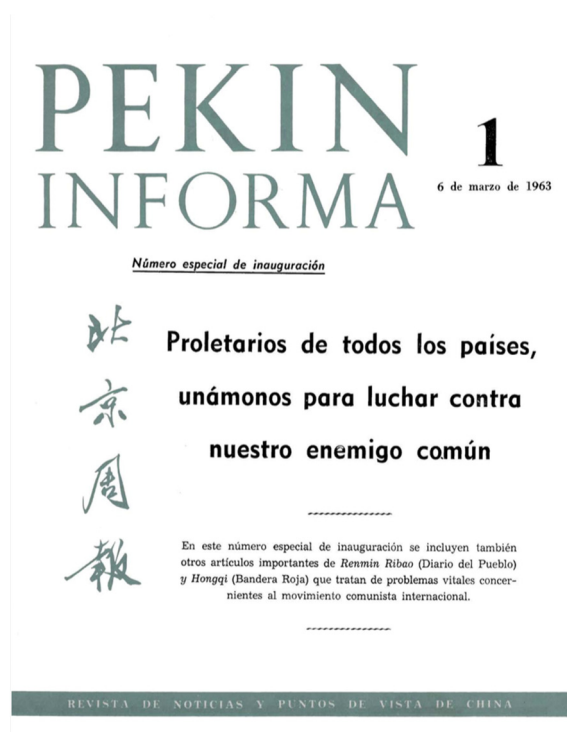 PEKIN
INFORMA
1
6 de marzo de 1963
Número especial de inauguración
北京周報
Proletarios de todos los países,
unámonos para luchar contra
nuestro enemigo común
En este número especial de inauguración se incluyen también
otros artículos importantes de Renmin Ribao (Diario del Pueblo)
y Hongqi (Bandera Roja) que tratan de problemas vitales concer-
nientes al movimiento comunista internacional.
REVISTA DE NOTICIAS Y PUNTOS DE VISTA DE CHINA